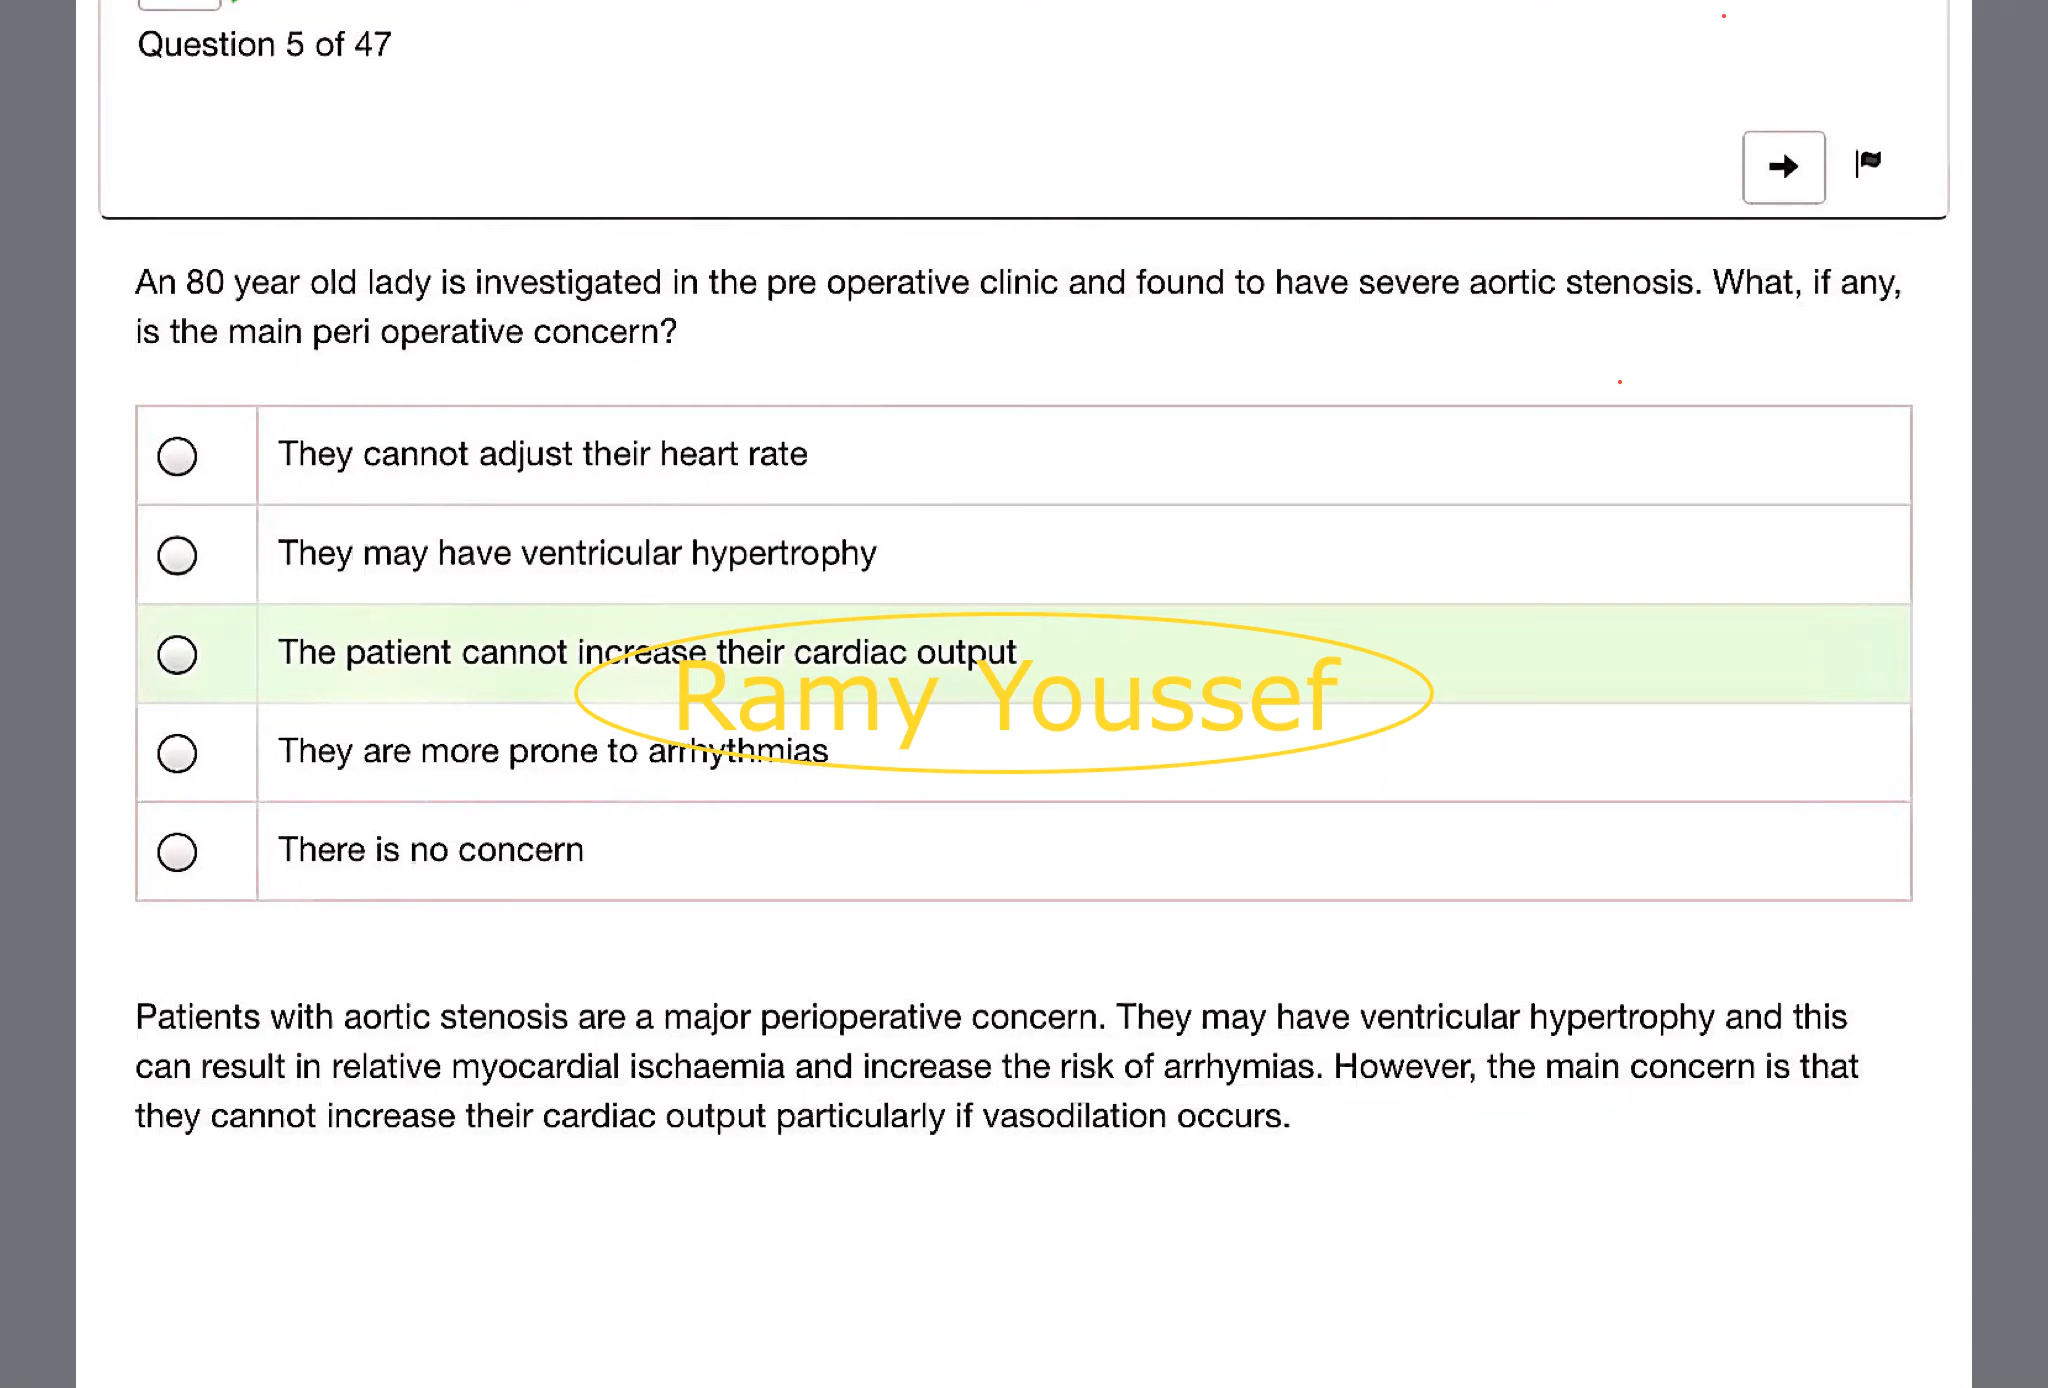 Question 5 of 47
An 80 year old lady is investigated in the pre operative clinic and found to have severe aortic stenosis. What, if any,
is the main peri operative concern?
They cannot adjust their heart rate
They may have ventricular hypertrophy
The patient cannot increase their cardiac output
Ramy Youssef
They are more prone to arrhythmias
There is no concern
Patients with aortic stenosis are a major perioperative concern. They may have ventricular hypertrophy and this
can result in relative myocardial ischaemia and increase the risk of arrhymias. However, the main concern is that
they cannot increase their cardiac output particularly if vasodilation occurs.